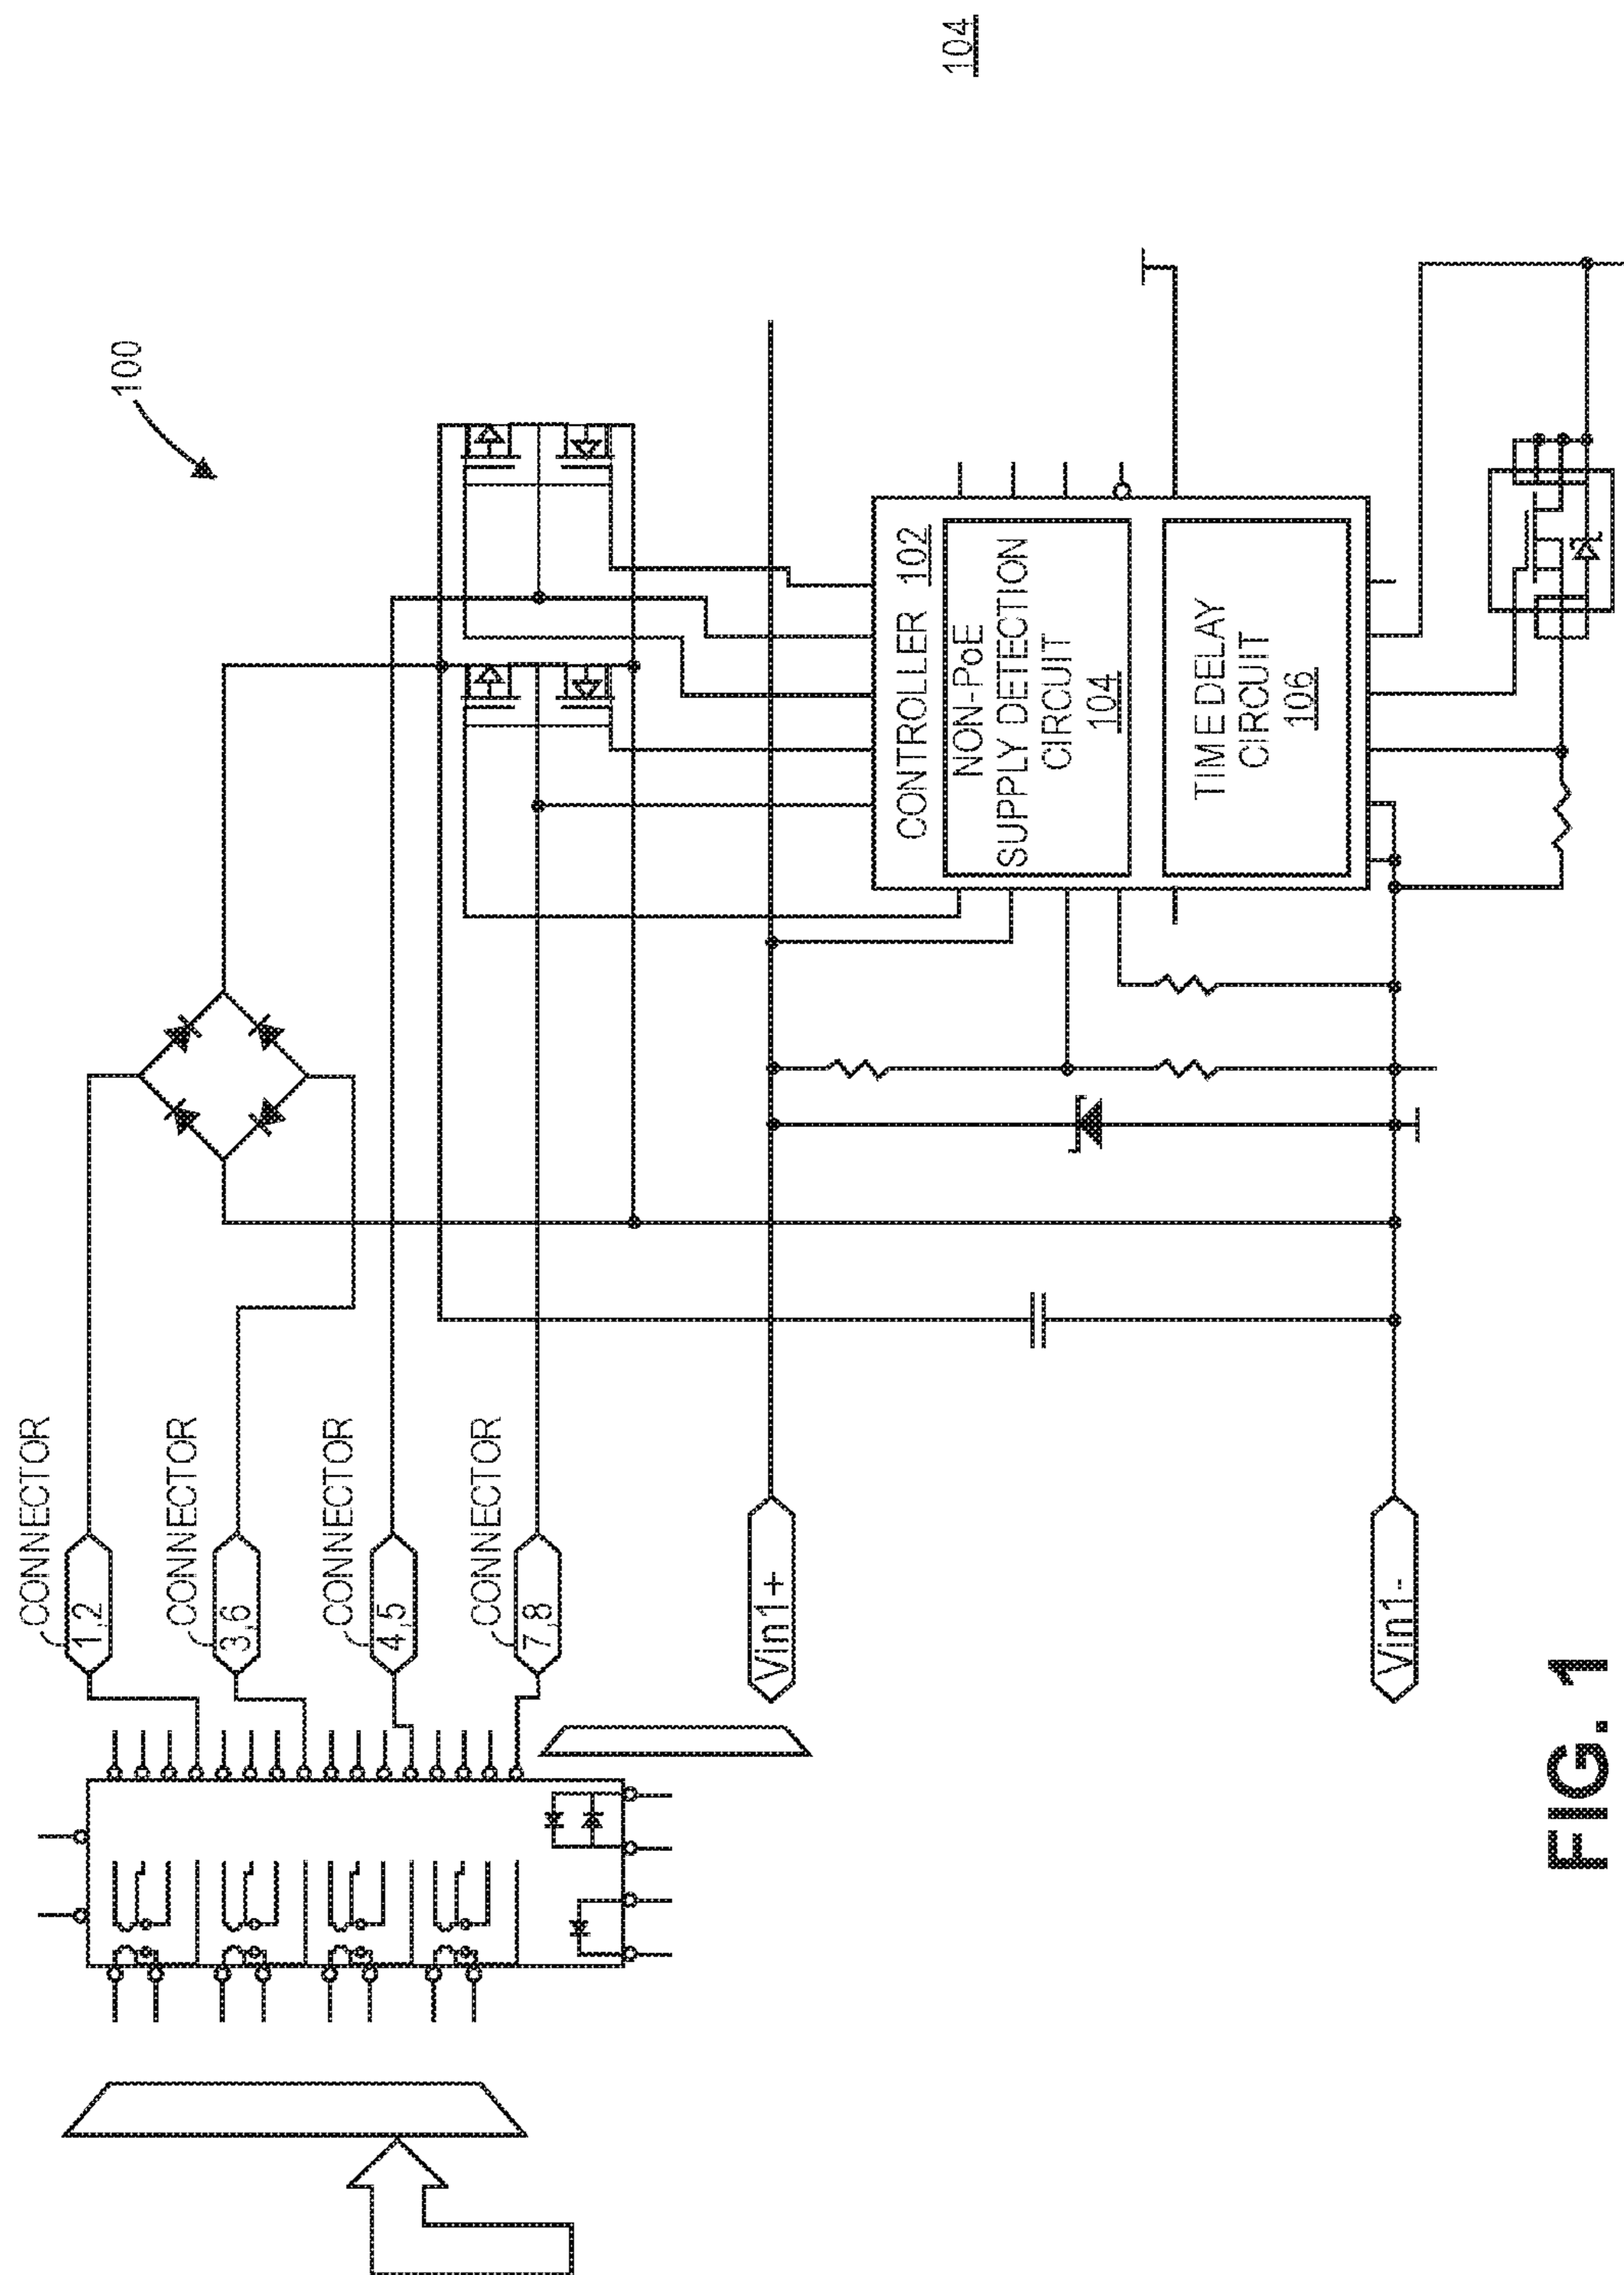 104
100
CONNECTOR
1,2
CONNECTOR
3,6
CONNECTOR
4,5
CONNECTOR
7,8
Vin1+
Vin1-
CONTROLLER 102
NON-PoE
SUPPLY DETECTION
CIRCUIT
104
TIME DELAY
CIRCUIT
106
FIG. 1